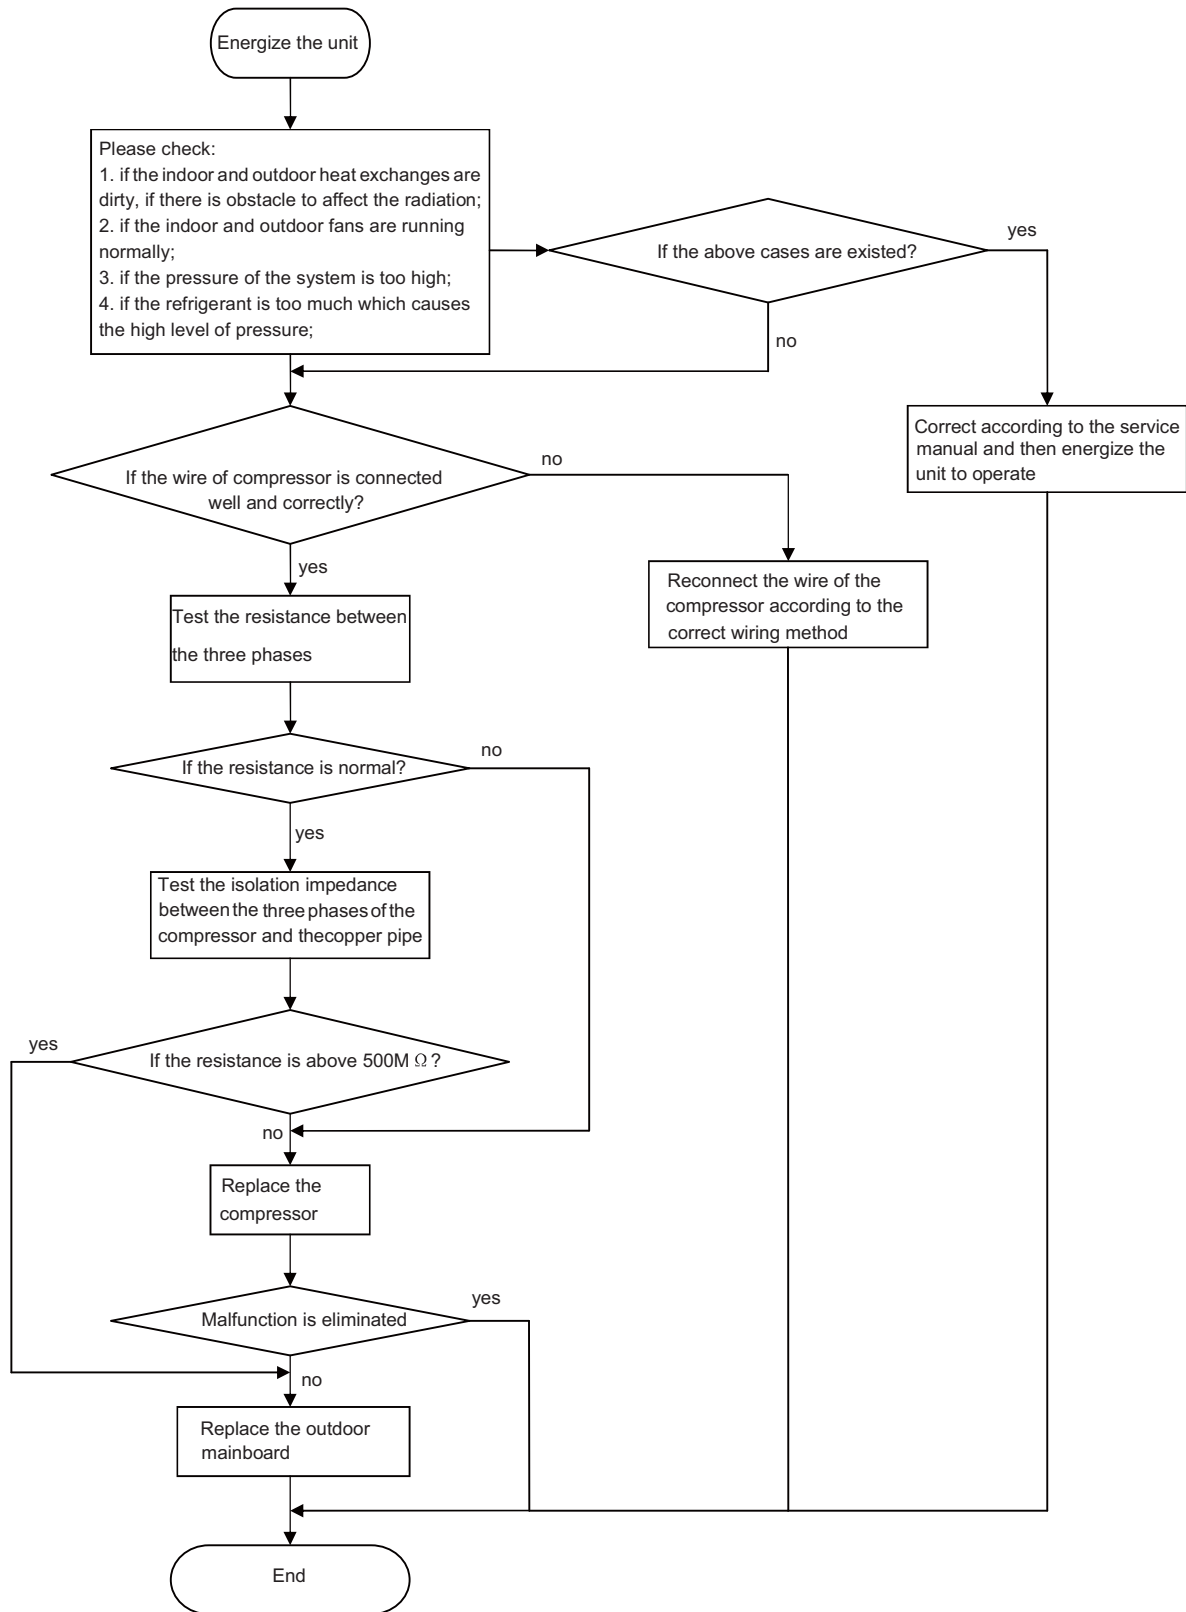 Energize the unit
Please check:
1. if the indoor and outdoor heat exchanges are
dirty, if there is obstacle to affect the radiation;
2. if the indoor and outdoor fans are running
normally;
3. if the pressure of the system is too high;
4. if the refrigerant is too much which causes
the high level of pressure;
If the above cases are existed?
yes
no
Correct according to the service
manual and then energize the
unit to operate
If the wire of compressor is connected
well and correctly?
no
yes
Reconnect the wire of the
compressor according to the
correct wiring method
Test the resistance between
the three phases
If the resistance is normal?
no
yes
Test the isolation impedance
between the three phases of the
compressor and thecopper pipe
If the resistance is above 500M Ω ?
yes
no
Replace the
compressor
Malfunction is eliminated
yes
no
Replace the outdoor
mainboard
End